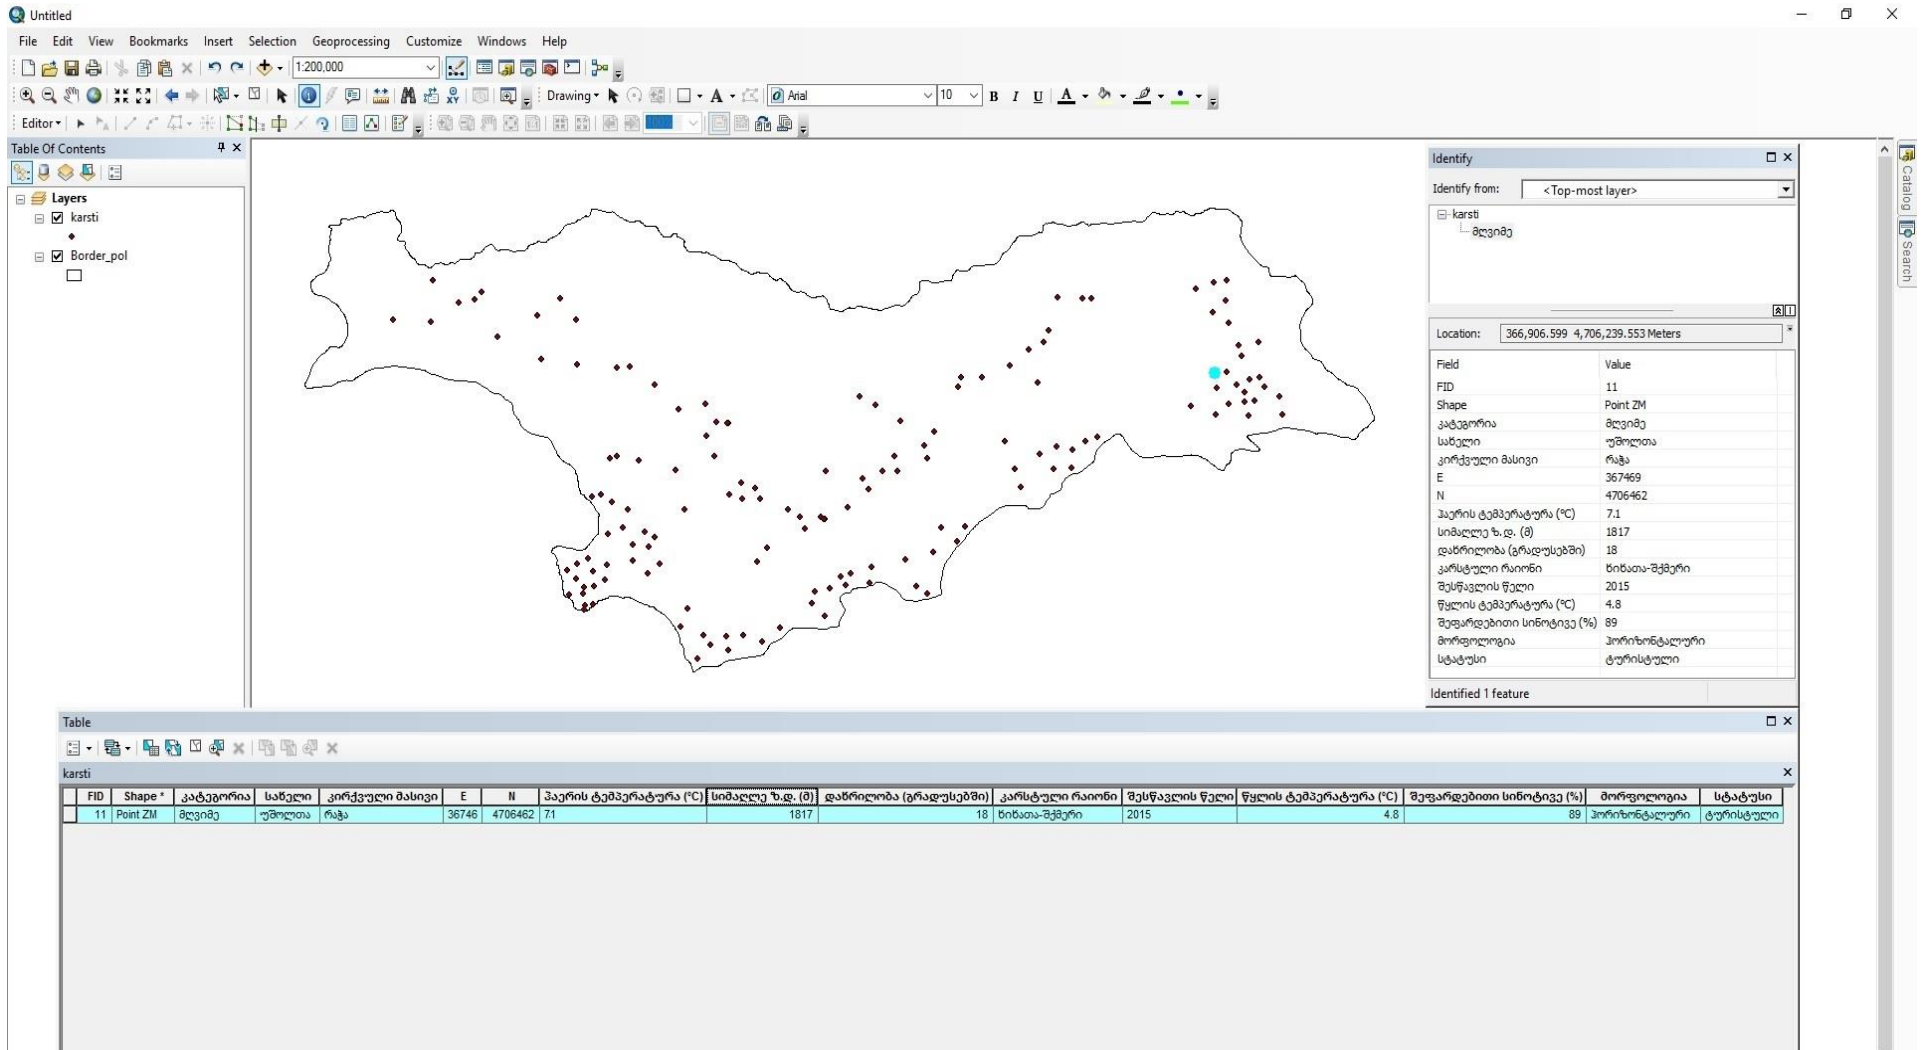 Untitled
File Edit View Bookmarks Insert Selection Geoprocessing Customize Windows Help
1:200,000
Drawing Arial 10 B I U A
Editor
Table Of Contents
Layers
karsti
Border_pol
Identify
Identify from: <Top-most layer>
karsti
მღვიმე
Location: 366,906.599 4,706,239.553 Meters
Field Value
FID 11
Shape Point ZM
კატეგორია მღვიმე
სახელი უშოლთა
კირქვული მასივი რაჭა
E 367469
N 4706462
ჰაერის ტემპერატურა (°C) 7.1
სიმაღლე ზ.დ. (მ) 1817
დახრილობა (გრადუსებში) 18
კარსტული რაიონი ხიხათა-შქმერი
შესწავლის წელი 2015
წყლის ტემპერატურა (°C) 4.8
შეფარდებითი სინოტივე (%) 89
მორფოლოგია ჰორიზონტალური
სტატუსი ტურისტული
Identified 1 feature
Catalog
Search
Table
karsti
FID Shape * კატეგორია სახელი კირქვული მასივი E N ჰაერის ტემპერატურა (°C) სიმაღლე ზ.დ. (მ) დახრილობა (გრადუსებში) კარსტული რაიონი შესწავლის წელი წყლის ტემპერატურა (°C) შეფარდებითი სინოტივე (%) მორფოლოგია სტატუსი
11 Point ZM მღვიმე უშოლთა რაჭა 36746 4706462 7.1 1817 18 ხიხათა-შქმერი 2015 4.8 89 ჰორიზონტალური ტურისტული